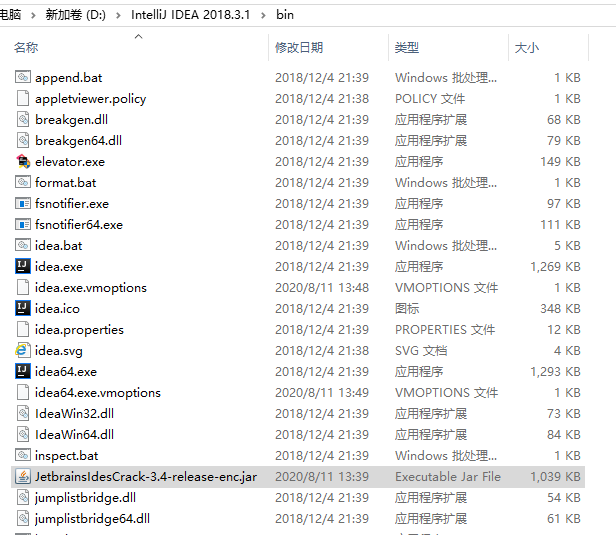 电脑 › 新加卷 (D:) › IntelliJ IDEA 2018.3.1 › bin
名称 修改日期 类型 大小
append.bat 2018/12/4 21:39 Windows 批处理... 1 KB
appletviewer.policy 2018/12/4 21:38 POLICY 文件 1 KB
breakgen.dll 2018/12/4 21:39 应用程序扩展 68 KB
breakgen64.dll 2018/12/4 21:39 应用程序扩展 79 KB
elevator.exe 2018/12/4 21:39 应用程序 149 KB
format.bat 2018/12/4 21:39 Windows 批处理... 1 KB
fsnotifier.exe 2018/12/4 21:39 应用程序 97 KB
fsnotifier64.exe 2018/12/4 21:39 应用程序 111 KB
idea.bat 2018/12/4 21:39 Windows 批处理... 5 KB
idea.exe 2018/12/4 21:39 应用程序 1,269 KB
idea.exe.vmoptions 2020/8/11 13:48 VMOPTIONS 文件 1 KB
idea.ico 2018/12/4 21:39 图标 348 KB
idea.properties 2018/12/4 21:39 PROPERTIES 文件 12 KB
idea.svg 2018/12/4 21:38 SVG 文档 4 KB
idea64.exe 2018/12/4 21:39 应用程序 1,293 KB
idea64.exe.vmoptions 2020/8/11 13:49 VMOPTIONS 文件 1 KB
IdeaWin32.dll 2018/12/4 21:39 应用程序扩展 73 KB
IdeaWin64.dll 2018/12/4 21:39 应用程序扩展 84 KB
inspect.bat 2018/12/4 21:39 Windows 批处理... 1 KB
JetbrainsIdesCrack-3.4-release-enc.jar 2020/8/11 13:39 Executable Jar File 1,039 KB
jumplistbridge.dll 2018/12/4 21:39 应用程序扩展 54 KB
jumplistbridge64.dll 2018/12/4 21:39 应用程序扩展 61 KB